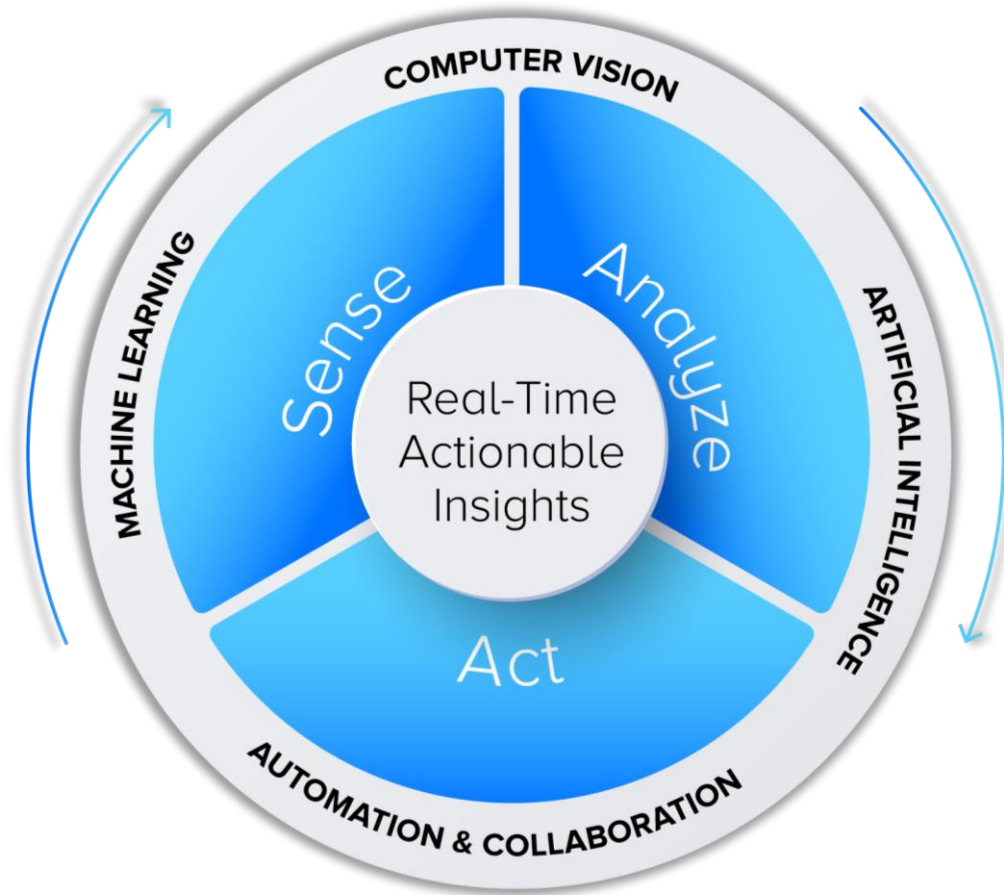 COMPUTER VISION
MACHINE LEARNING
ARTIFICIAL INTELLIGENCE
Sense
Analyze
Real-Time
Actionable
Insights
Act
AUTOMATION & COLLABORATION